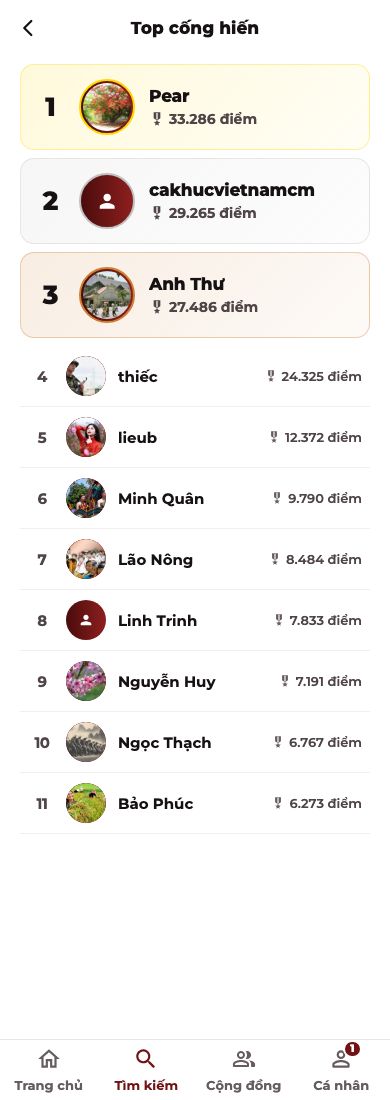 Top cống hiến
1
Pear
33.286 điểm
2
cakhucvietnamcm
29.265 điểm
3
Anh Thư
27.486 điểm
4 thiếc 24.325 điểm
5 lieub 12.372 điểm
6 Minh Quân 9.790 điểm
7 Lão Nông 8.484 điểm
8 Linh Trinh 7.833 điểm
9 Nguyễn Huy 7.191 điểm
10 Ngọc Thạch 6.767 điểm
11 Bảo Phúc 6.273 điểm
1
Trang chủ Tìm kiếm Cộng đồng Cá nhân